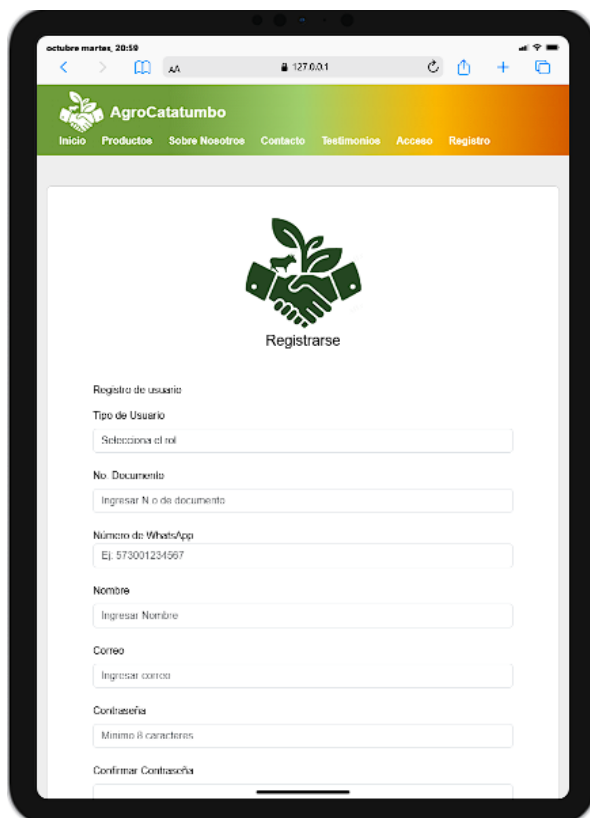 octubre martes, 20:59
AA 127.0.0.1
AgroCatatumbo
Inicio Productos Sobre Nosotros Contacto Testimonios Acceso Registro
Registrarse
Registro de usuario
Tipo de Usuario
Selecciona el rol
No. Documento
Ingresar N o de documento
Número de WhatsApp
Ej: 573001234567
Nombre
Ingresar Nombre
Correo
Ingresar correo
Contraseña
Minimo 8 caracteres
Confirmar Contraseña